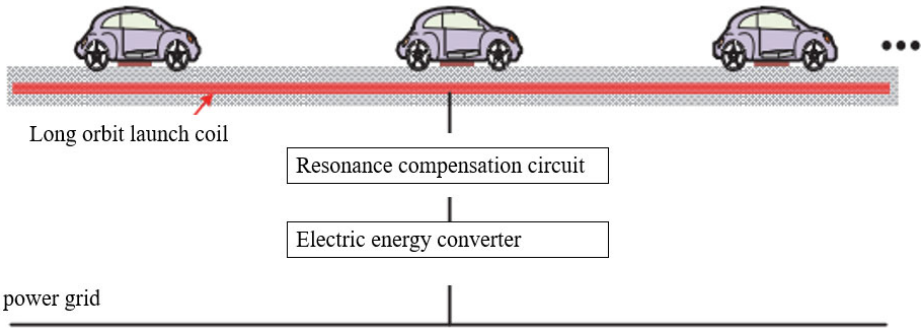 Long orbit launch coil
Resonance compensation circuit
Electric energy converter
power grid